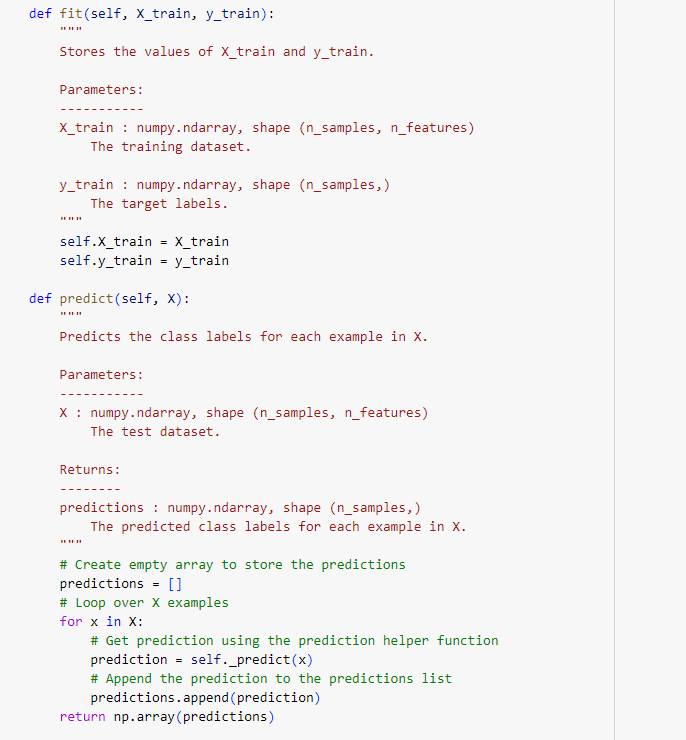 def fit(self, X_train, y_train):
    """
    Stores the values of X_train and y_train.

    Parameters:
    -----------
    X_train : numpy.ndarray, shape (n_samples, n_features)
        The training dataset.

    y_train : numpy.ndarray, shape (n_samples,)
        The target labels.
    """
    self.X_train = X_train
    self.y_train = y_train

def predict(self, X):
    """
    Predicts the class labels for each example in X.

    Parameters:
    -----------
    X : numpy.ndarray, shape (n_samples, n_features)
        The test dataset.

    Returns:
    --------
    predictions : numpy.ndarray, shape (n_samples,)
        The predicted class labels for each example in X.
    """
    # Create empty array to store the predictions
    predictions = []
    # Loop over X examples
    for x in X:
        # Get prediction using the prediction helper function
        prediction = self._predict(x)
        # Append the prediction to the predictions list
        predictions.append(prediction)
    return np.array(predictions)